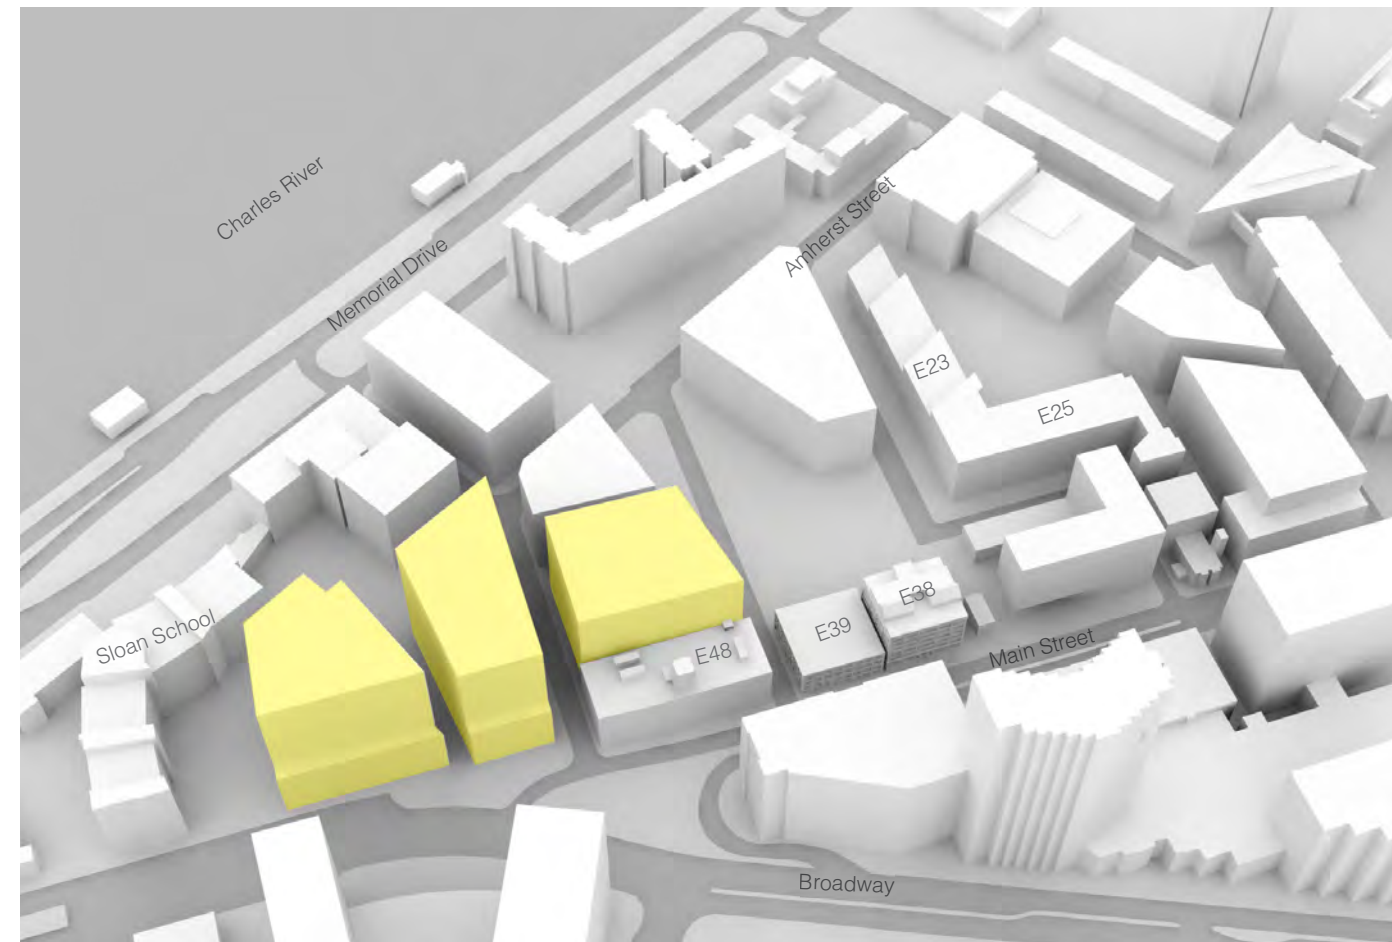 Charles River
Memorial Drive
Amherst Street
E23
E25
E38
E39
Main Street
Sloan School
E48
Broadway